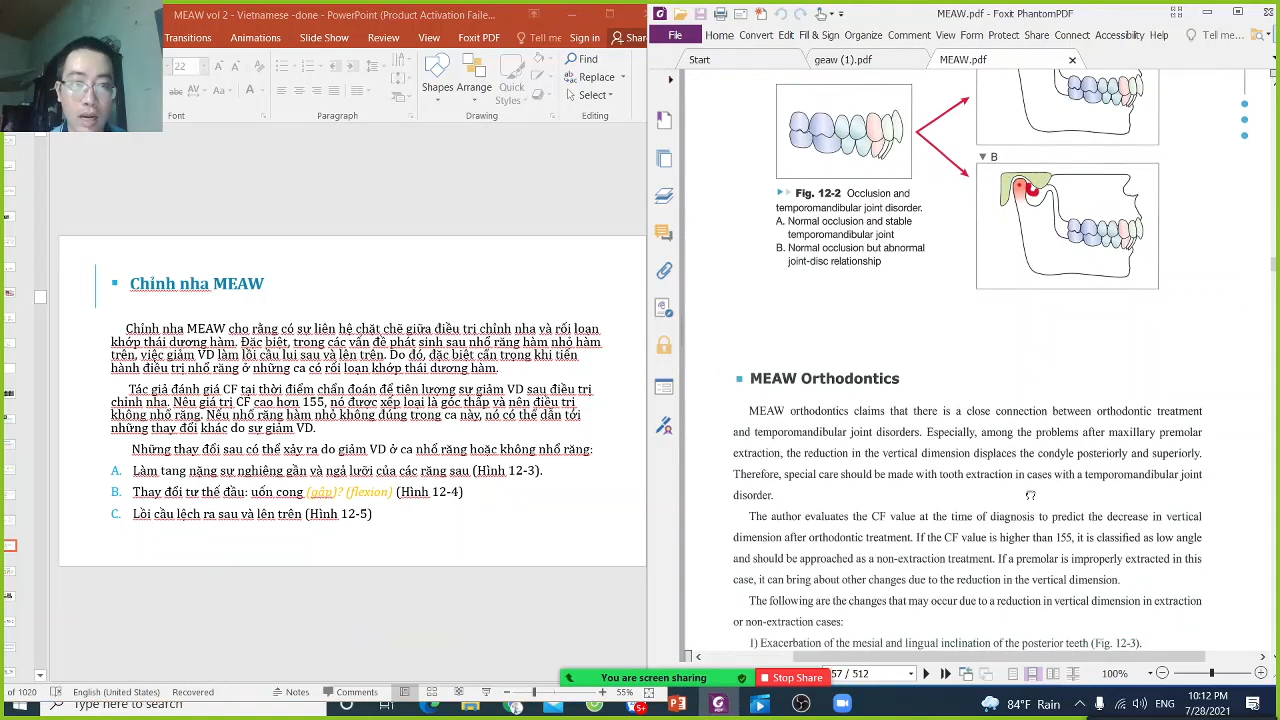 MEAW vol 2 - Vietnamese -done - PowerPoint (Product Activation Faile...
Transitions Animations Slide Show Review View Foxit PDF Tell me... Sign in Share
22
Font
Paragraph
Shapes Arrange Quick Styles
Drawing
Find
Replace
Select
Editing
Chỉnh nha MEAW
Chỉnh nha MEAW cho rằng có sự liên hệ chặt chẽ giữa điều trị chỉnh nha và rối loạn
khớp thái dương hàm. Đặc biệt, trong các vấn đề phát sinh sau nhổ răng hàm nhỏ hàm
trên, việc giảm VD làm lồi cầu lui sau và lên trên. Do đó, đặc biệt cẩn trọng khi tiến
hành điều trị nhổ răng ở những ca có rối loạn khớp thái dương hàm.
Tác giả đánh giá CF tại thời điểm chẩn đoán để tiên lượng sự giảm VD sau điều trị
chỉnh nha. Nếu giá trị CF cao hơn 155, nó được xếp loại là góc thấp và nên điều trị
không nhổ răng. Nếu nhổ răng hàm nhỏ không đúng trong ca này, nó có thể dẫn tới
những thay đổi khác do sự giảm VD.
Những thay đổi sau có thể xảy ra do giảm VD ở ca nhổ răng hoặc không nhổ răng:
A. Làm tang nặng sự nghiêng gần và ngả lưỡi của các răng sau (Hình 12-3).
B. Thay đổi tư thế đầu: uốn cong (gập)? (flexion) (Hình 12-4)
C. Lồi cầu lệch ra sau và lên trên (Hình 12-5)
of 1020 English (United States) Recovered Notes Comments 55%
MEAW.pdf - Foxit PhantomPDF
File Home Convert Edit Fill & Sign Organize Comment View Form Protect Share Connect Accessibility Tell me...
Start geaw (1).pdf MEAW.pdf
B
Fig. 12-2 Occlusion and
temporomandibular joint disorder.
A. Normal occlusion and stable
temporomandibular joint
B. Normal occlusion but abnormal
joint-disc relationship
MEAW Orthodontics
MEAW orthodontics claims that there is a close connection between orthodontic treatment
and temporomandibular joint disorders. Especially, among the problems after maxillary premolar
extraction, the reduction in the vertical dimension displaces the condyle posteriorly and superiorly.
Therefore, special care should be made with tooth extraction in cases with a temporomandibular joint
disorder.
The author evaluates the CF value at the time of diagnosis to predict the decrease in vertical
dimension after orthodontic treatment. If the CF value is higher than 155, it is classified as low angle
and should be approached as a non-extraction treatment. If a premolar is improperly extracted in this
case, it can bring about other changes due to the reduction in the vertical dimension.
The following are the changes that may occur due to a reduction in vertical dimension in extraction
or non-extraction cases:
1) Exacerbation of the mesial and lingual inclination of the posterior teeth (Fig. 12-3).
57 / 512
You are screen sharing Stop Share
Type here to search
84°F Rain ENG
10:12 PM
7/28/2021